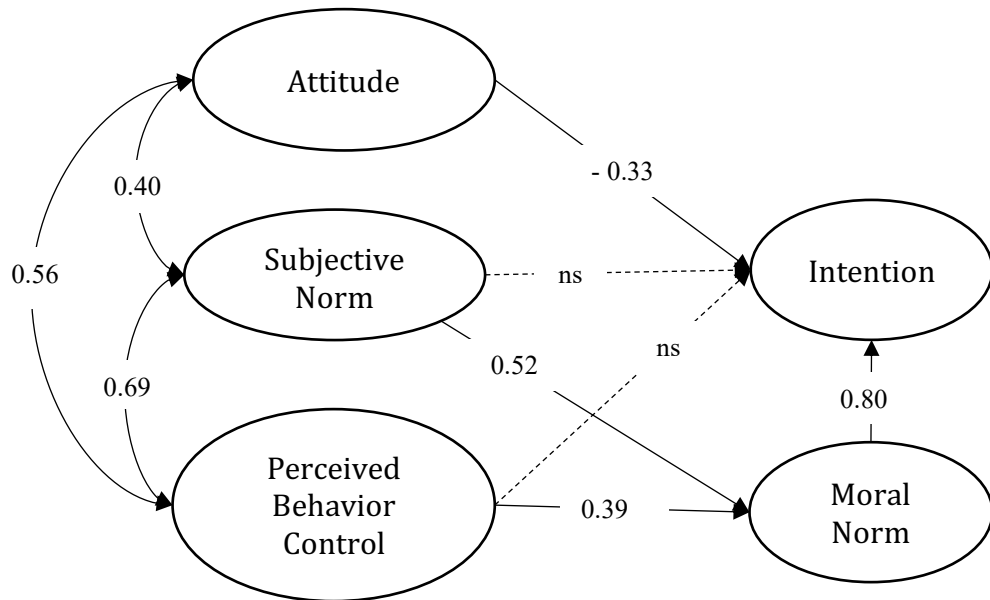 Attitude
- 0.33
0.40
0.56
Subjective
Norm
ns
Intention
ns
0.52
0.69
0.80
Perceived
Behavior
Control
0.39
Moral
Norm